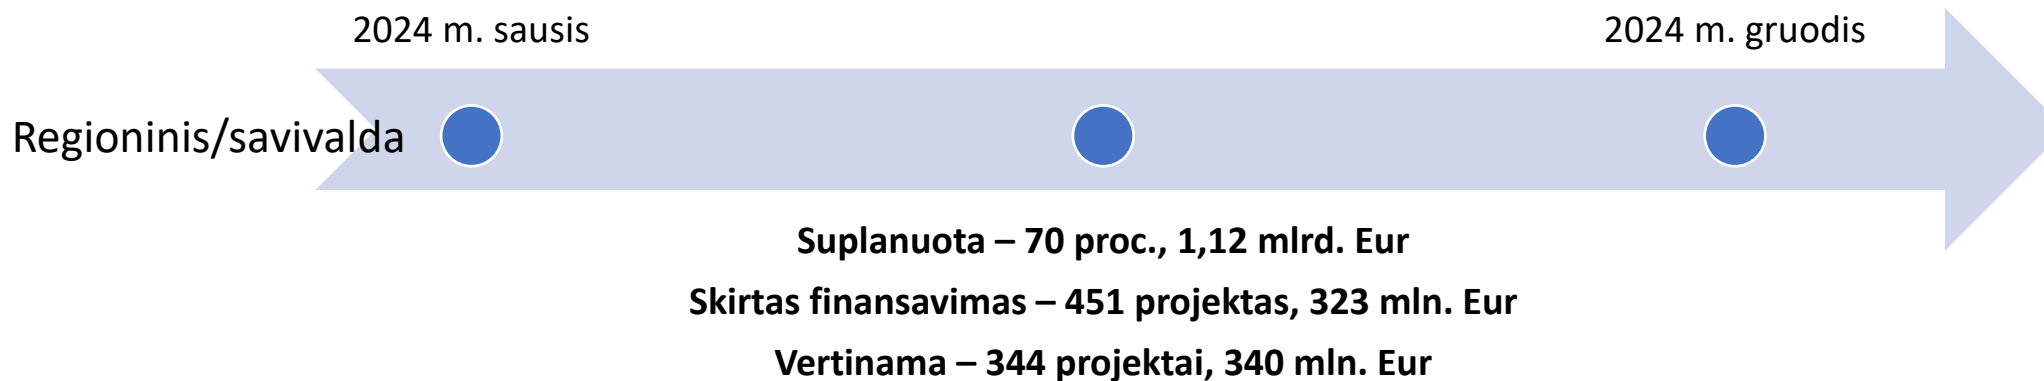 2024 m. sausis
2024 m. gruodis
Regioninis/savivalda
Suplanuota – 70 proc., 1,12 mlrd. Eur
Skirtas finansavimas – 451 projektas, 323 mln. Eur
Vertinama – 344 projektai, 340 mln. Eur